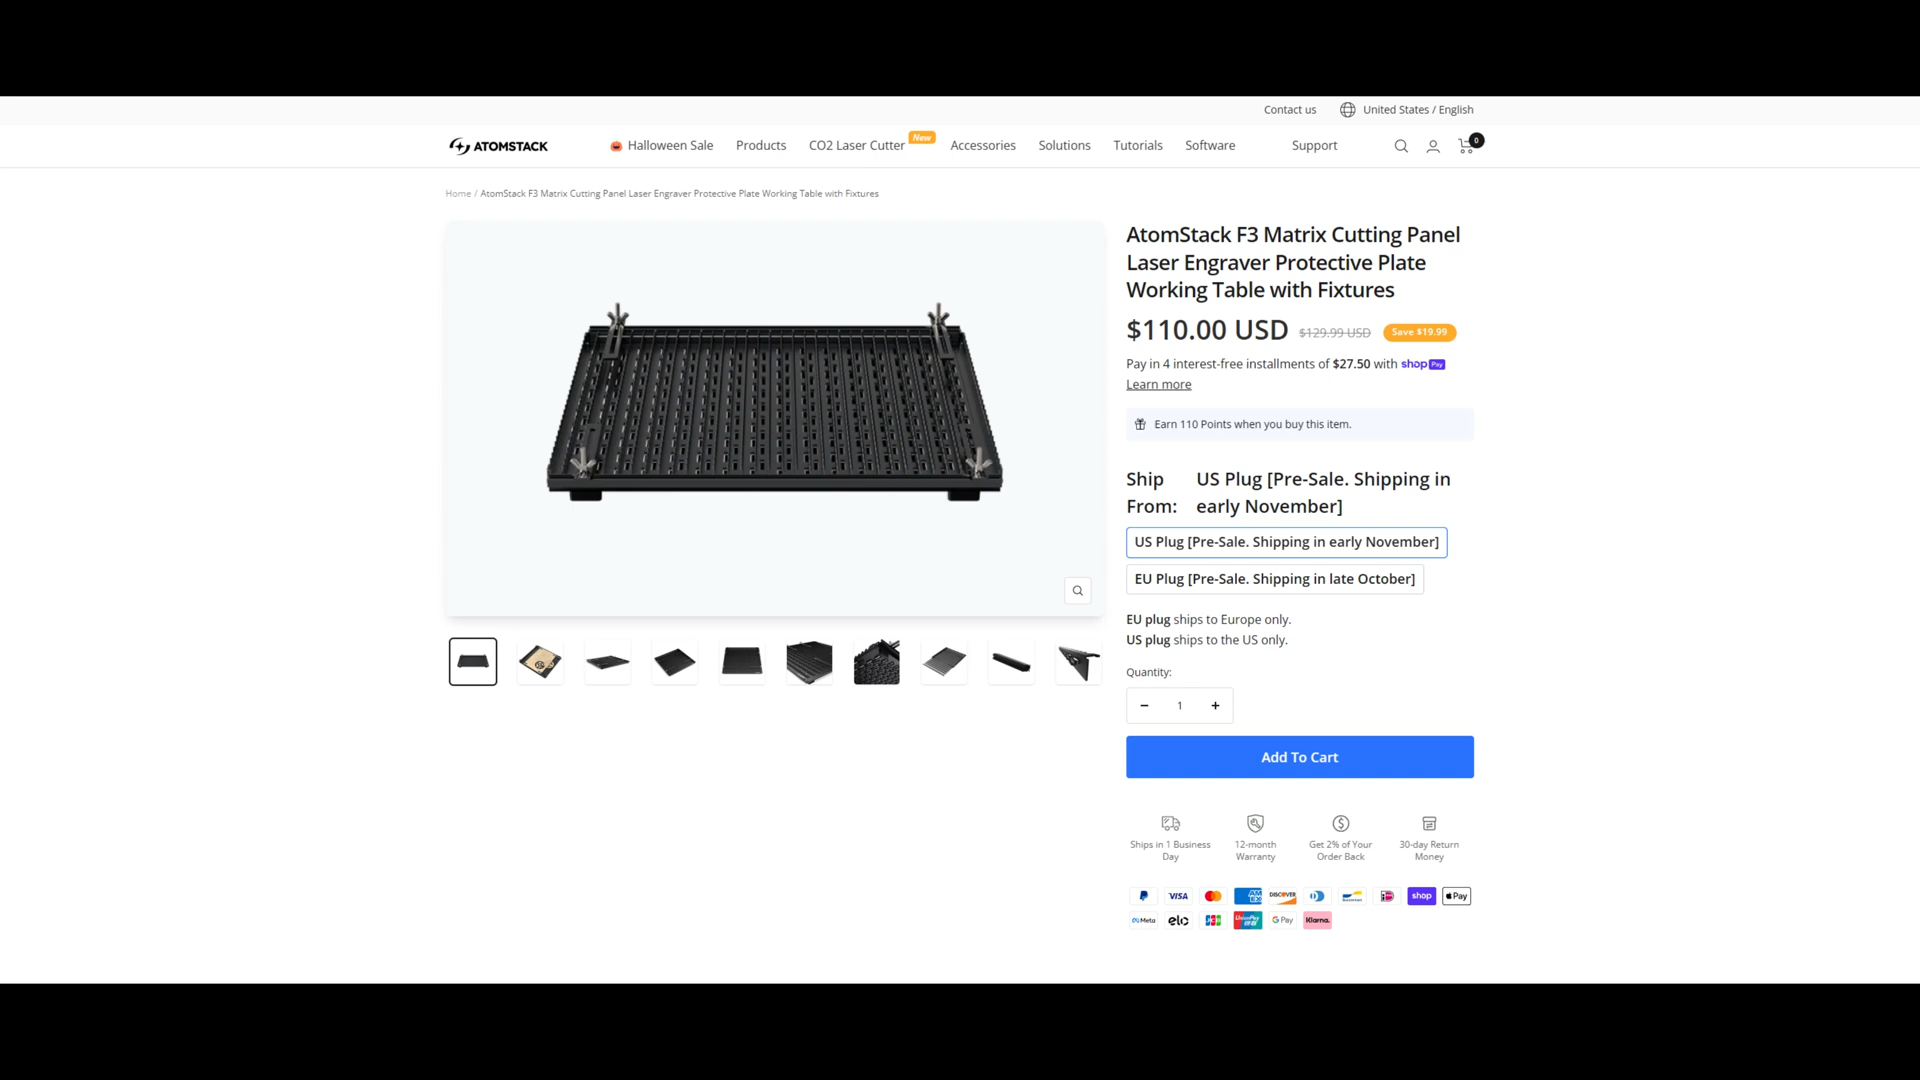 Contact us
United States / English
ATOMSTACK
Halloween Sale
Products
CO2 Laser Cutter
New
Accessories
Solutions
Tutorials
Software
Support
0
Home / AtomStack F3 Matrix Cutting Panel Laser Engraver Protective Plate Working Table with Fixtures
AtomStack F3 Matrix Cutting Panel
Laser Engraver Protective Plate
Working Table with Fixtures
$110.00 USD $129.99 USD Save $19.99
Pay in 4 interest-free installments of $27.50 with shop Pay
Learn more
Earn 110 Points when you buy this item.
Ship From: US Plug [Pre-Sale. Shipping in early November]
US Plug [Pre-Sale. Shipping in early November]
EU Plug [Pre-Sale. Shipping in late October]
EU plug ships to Europe only.
US plug ships to the US only.
Quantity:
− 1 +
Add To Cart
Ships in 1 Business Day
12-month Warranty
Get 2% of Your Order Back
30-day Return Money
VISA
AM EX
DISCOVER
shop
Pay
Meta
elo
JCB
UnionPay
G Pay
Klarna.